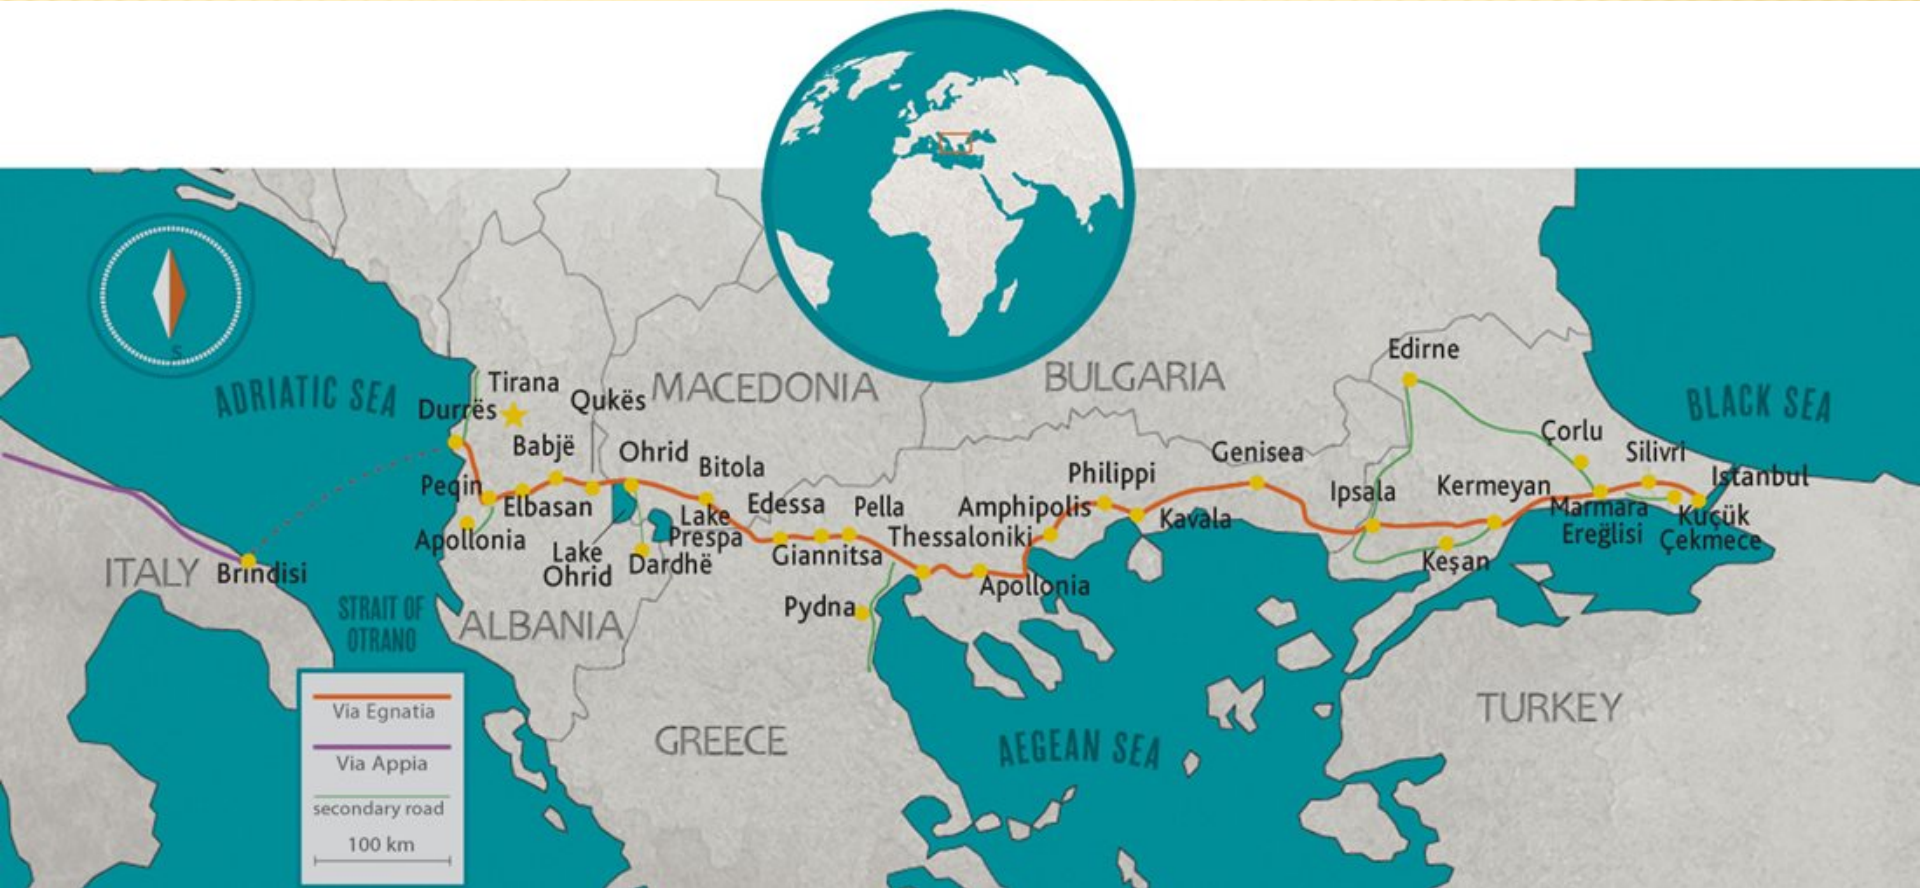 S
ADRIATIC SEA
Tirana
Durrës
Qukës
MACEDONIA
BULGARIA
Edirne
BLACK SEA
Babjë
Ohrid
Bitola
Genisea
Çorlu
Silivri
Istanbul
Peqin
Elbasan
Lake
Prespa
Edessa
Pella
Philippi
Amphipolis
Kavala
Ipsala
Kermeyan
Marmara
Ereğlisi
Kuçük
Çekmece
Apollonia
Lake
Ohrid
Dardhë
Giannitsa
Thessaloniki
Apollonia
Keşan
ITALY
Brindisi
STRAIT OF
OTRANO
ALBANIA
Pydna
Via Egnatia
Via Appia
secondary road
100 km
GREECE
AEGEAN SEA
TURKEY